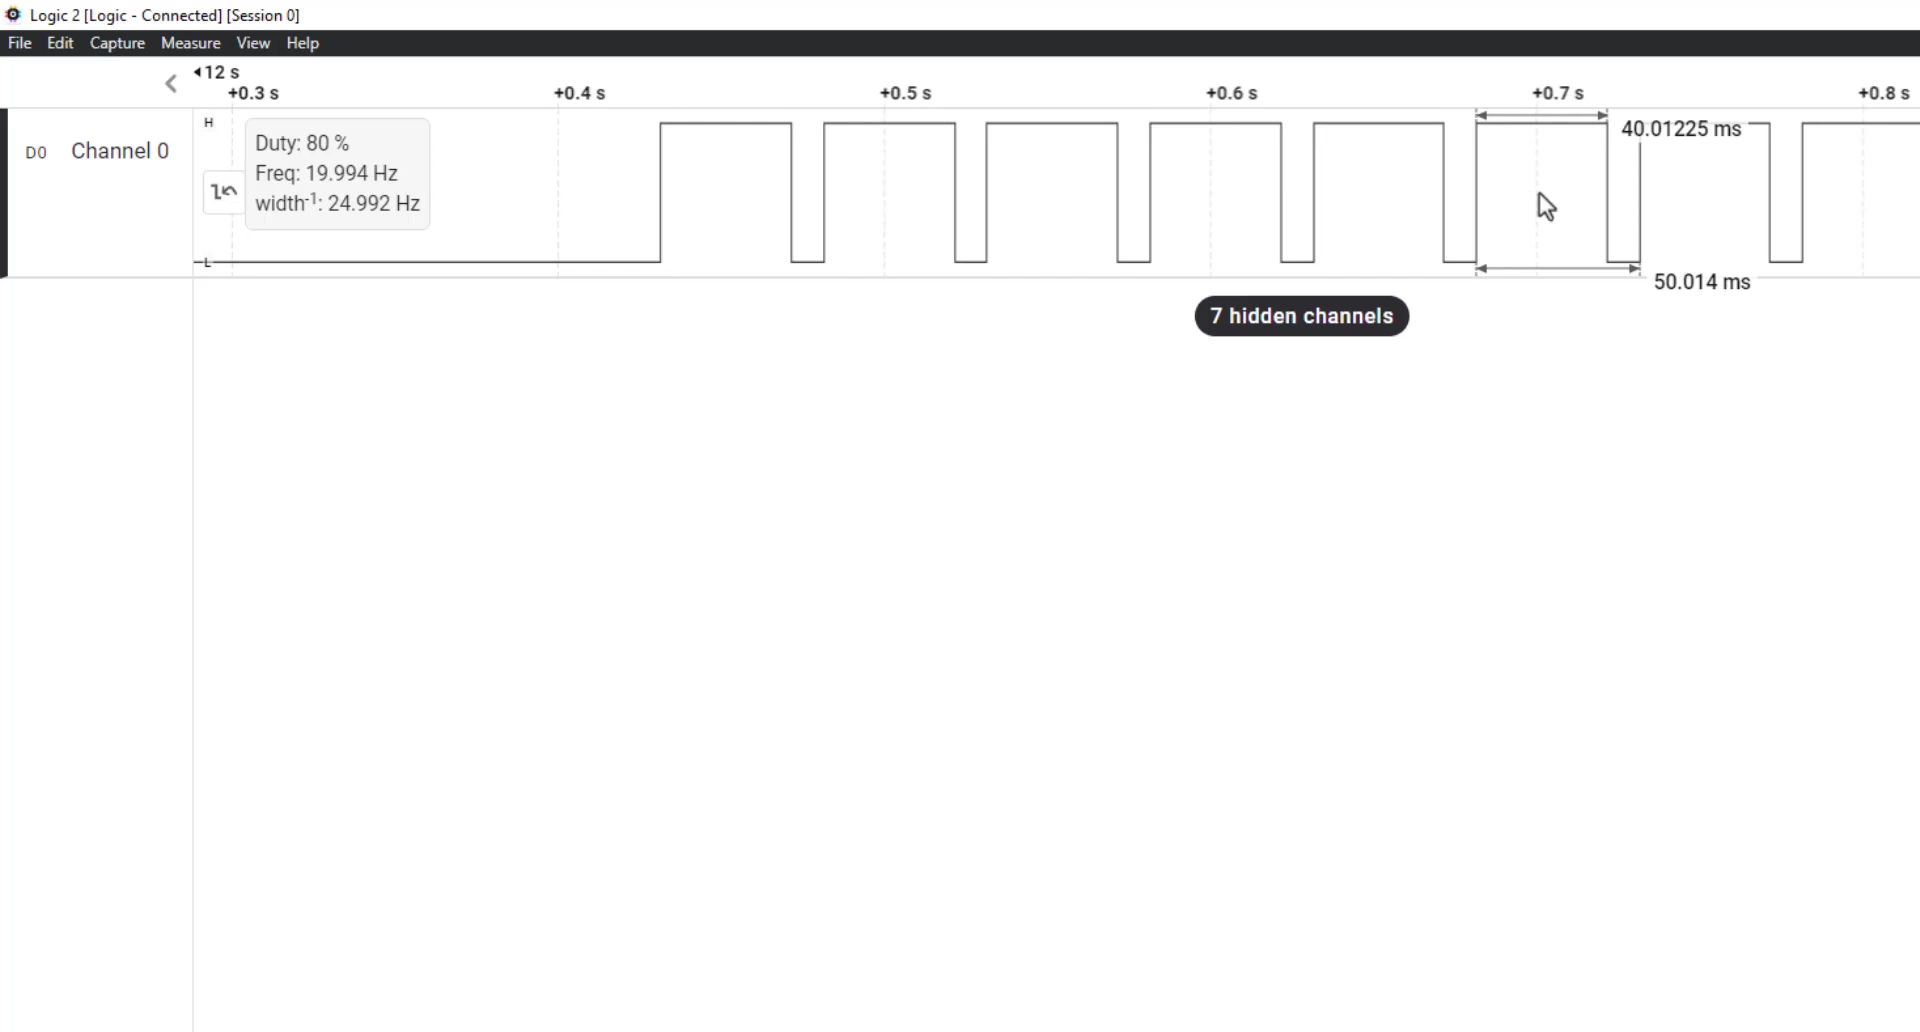 Logic 2 [Logic - Connected] [Session 0]
File Edit Capture Measure View Help
12 s
+0.3 s +0.4 s +0.5 s +0.6 s +0.7 s +0.8 s
D0 Channel 0
H
L
Duty: 80 %
Freq: 19.994 Hz
width⁻¹: 24.992 Hz
40.01225 ms
50.014 ms
7 hidden channels